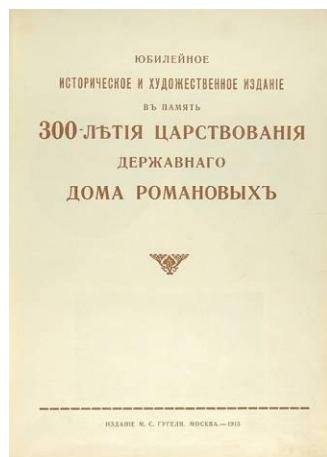 ЮБИЛЕЙНОЕ
ИСТОРИЧЕСКОЕ И ХУДОЖЕСТВЕННОЕ ИЗДАНІЕ
ВЪ ПАМЯТЬ
300-ЛѢТІЯ ЦАРСТВОВАНІЯ
ДЕРЖАВНАГО
ДОМА РОМАНОВЫХЪ
ИЗДАНІЕ М. С. ГУГЕЛЯ. МОСКВА.—1913